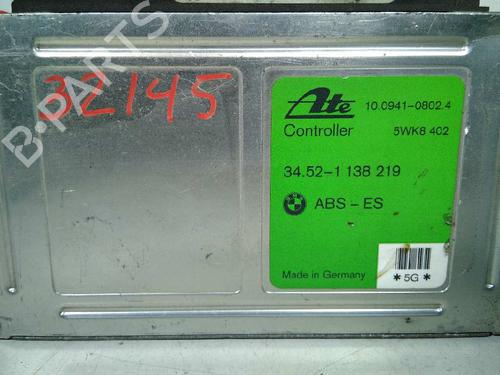 32145
B-PARTS
Ate 10.0941-0802.4
Controller 5WK8 402
34.52-1 138 219
ABS - ES
Made in Germany
* 5G *